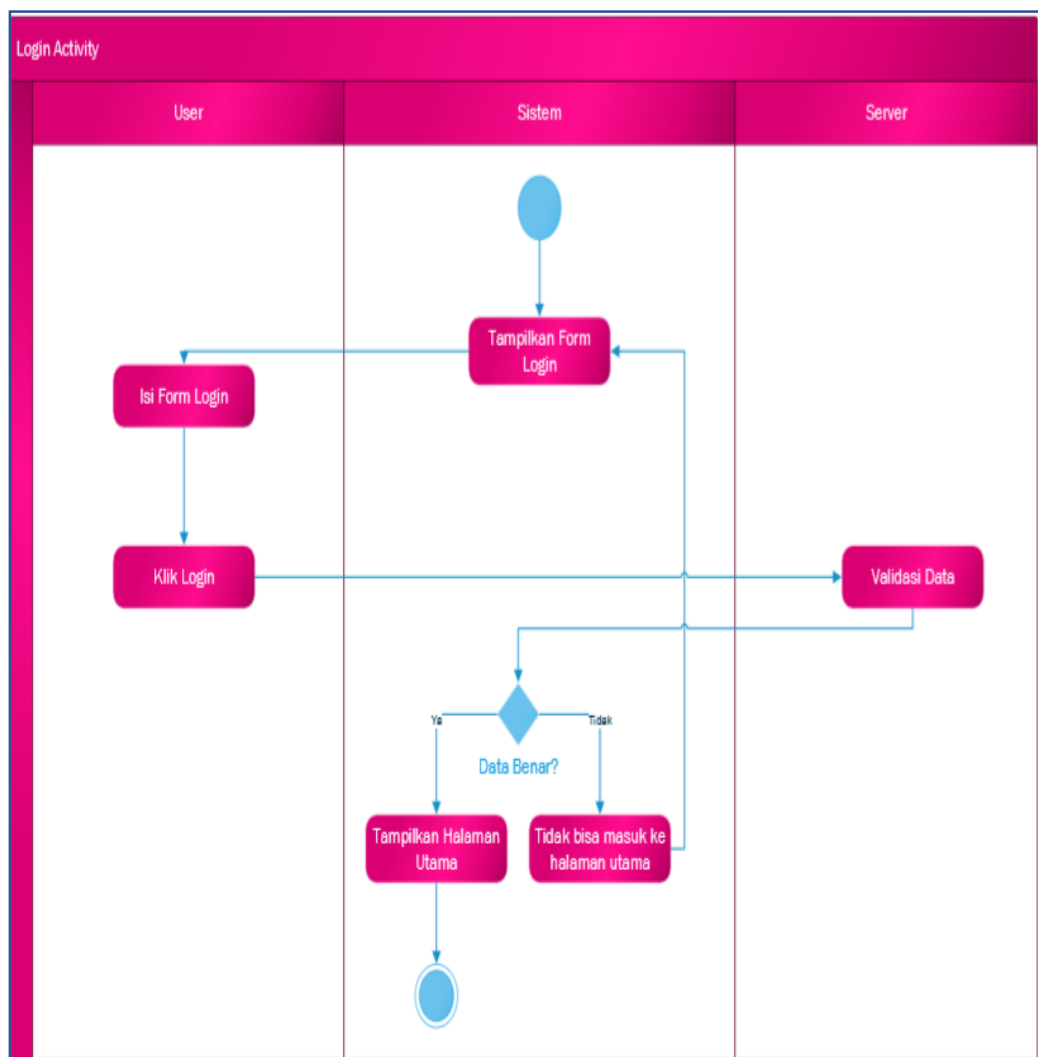 Login Activity
User
Sistem
Server
Tampilkan Form
Login
Isi Form Login
Klik Login
Validasi Data
Ya
Tidak
Data Benar?
Tampilkan Halaman
Utama
Tidak bisa masuk ke
halaman utama